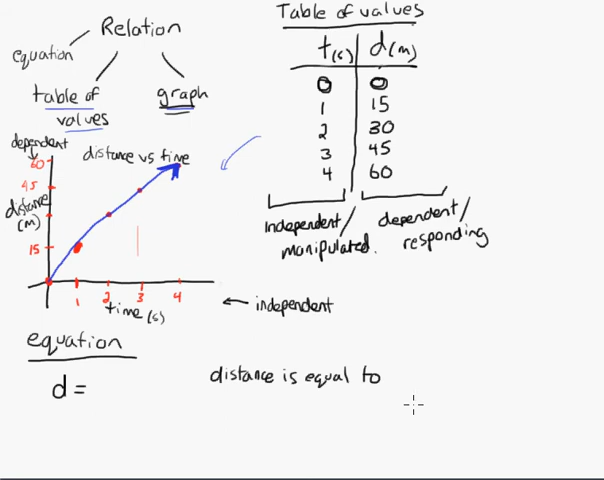 Relation
equation
table of
values
graph
dependent
distance vs time
60
45
distance
(m)
15
1 2 3 4
time (s)
independent
Table of values
t(s) d(m)
0 0
1 15
2 30
3 45
4 60
independent/
manipulated.
dependent/
responding
equation
d =
distance is equal to